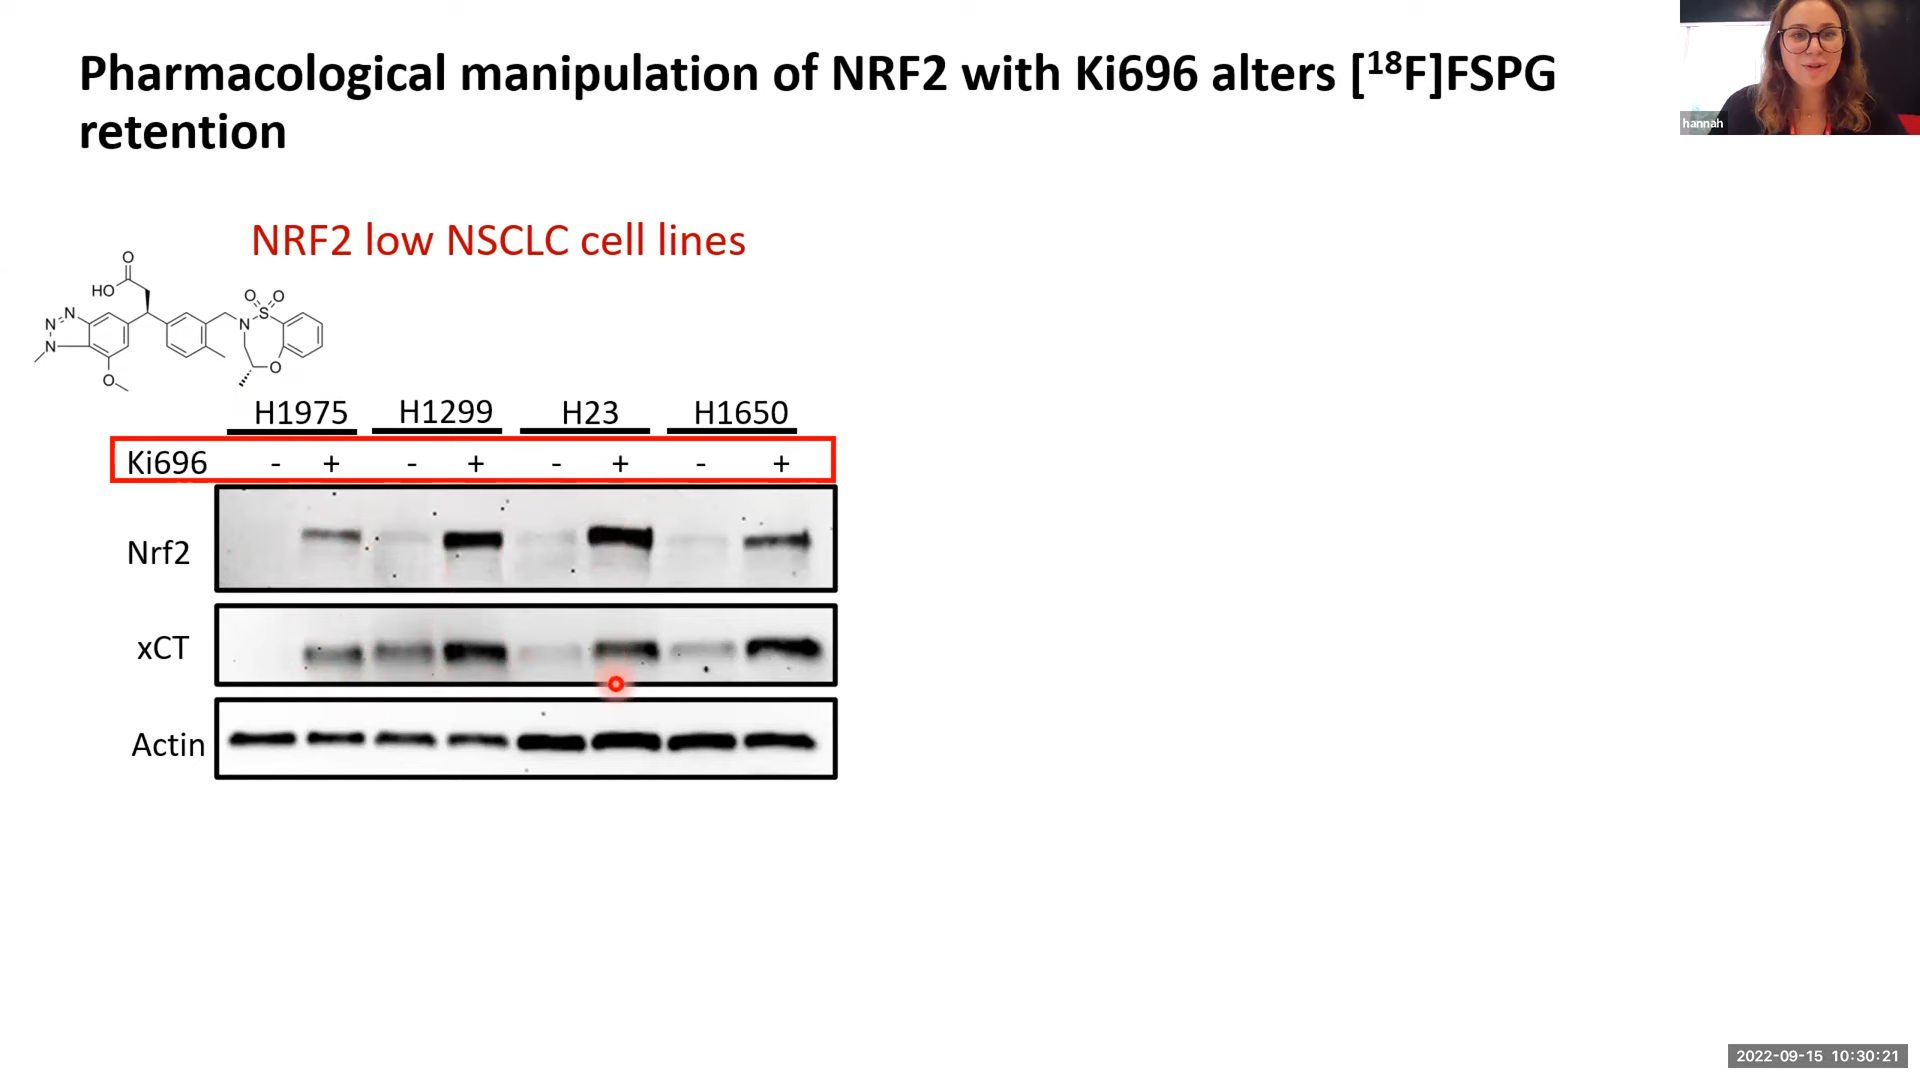 Pharmacological manipulation of NRF2 with Ki696 alters [¹⁸F]FSPG
retention
hannah
NRF2 low NSCLC cell lines
O
HO
O O
S
N
N
N
N
O
O
H1975 H1299 H23 H1650
Ki696 - + - + - + - +
Nrf2
xCT
Actin
2022-09-15 10:30:21